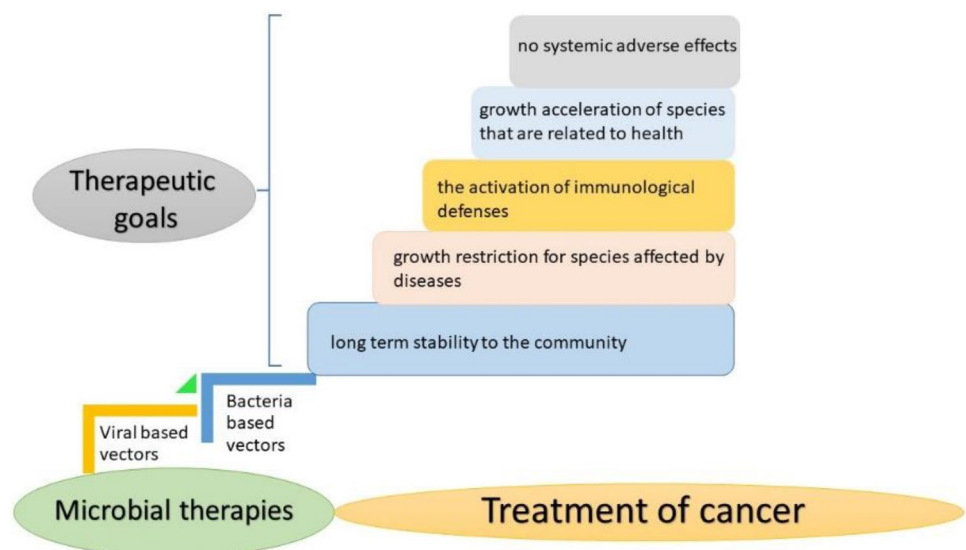 no systemic adverse effects
growth acceleration of species
that are related to health
Therapeutic
goals
the activation of immunological
defenses
growth restriction for species affected by
diseases
long term stability to the community
Bacteria
based
vectors
Viral based
vectors
Microbial therapies
Treatment of cancer